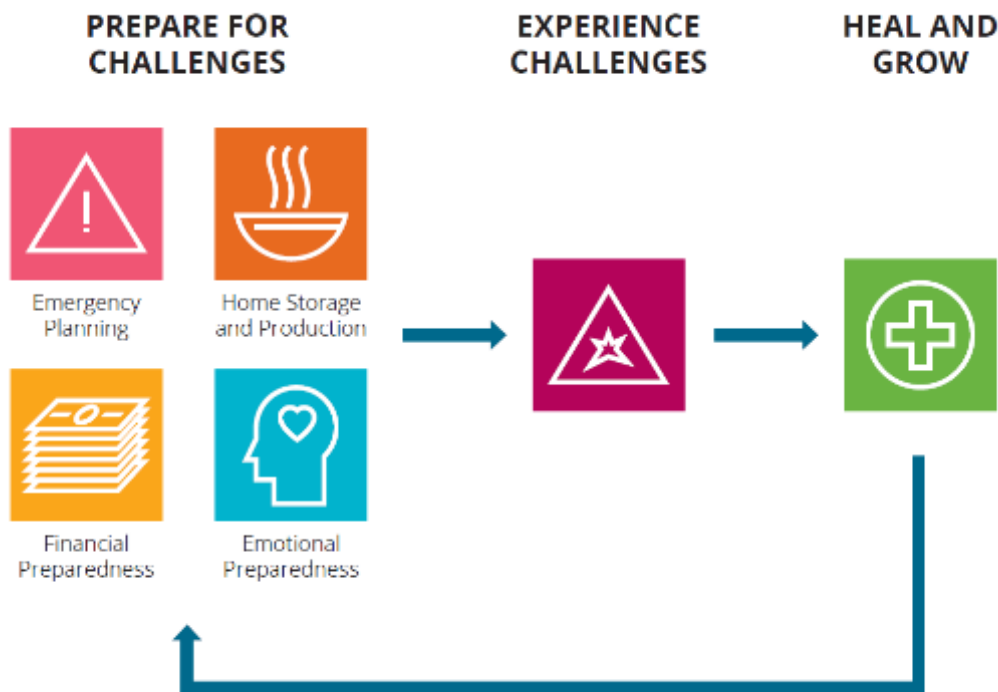 PREPARE FOR
CHALLENGES
EXPERIENCE
CHALLENGES
HEAL AND
GROW
!
Emergency
Planning
Home Storage
and Production
Financial
Preparedness
Emotional
Preparedness